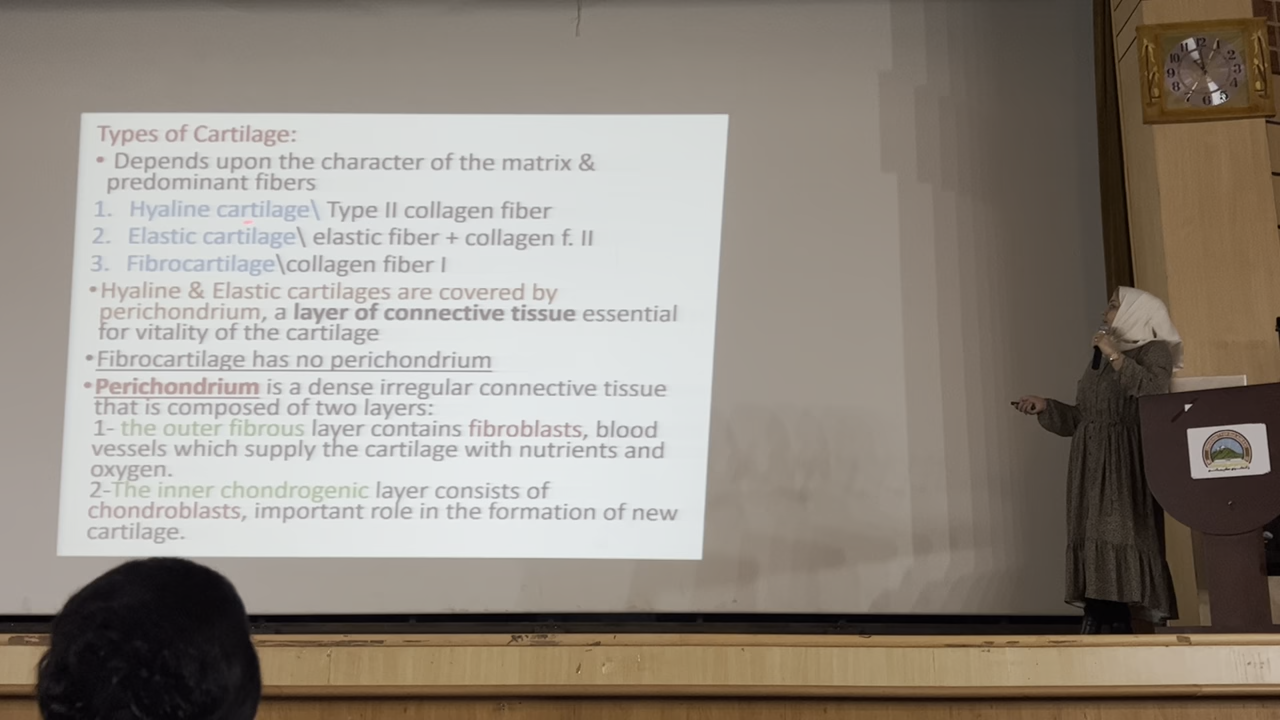 Types of Cartilage:
• Depends upon the character of the matrix &
predominant fibers
1. Hyaline cartilage\ Type II collagen fiber
2. Elastic cartilage\ elastic fiber + collagen f. II
3. Fibrocartilage\collagen fiber I
•Hyaline & Elastic cartilages are covered by
perichondrium, a layer of connective tissue essential
for vitality of the cartilage
•Fibrocartilage has no perichondrium
•Perichondrium is a dense irregular connective tissue
that is composed of two layers:
1- the outer fibrous layer contains fibroblasts, blood
vessels which supply the cartilage with nutrients and
oxygen.
2-The inner chondrogenic layer consists of
chondroblasts, important role in the formation of new
cartilage.